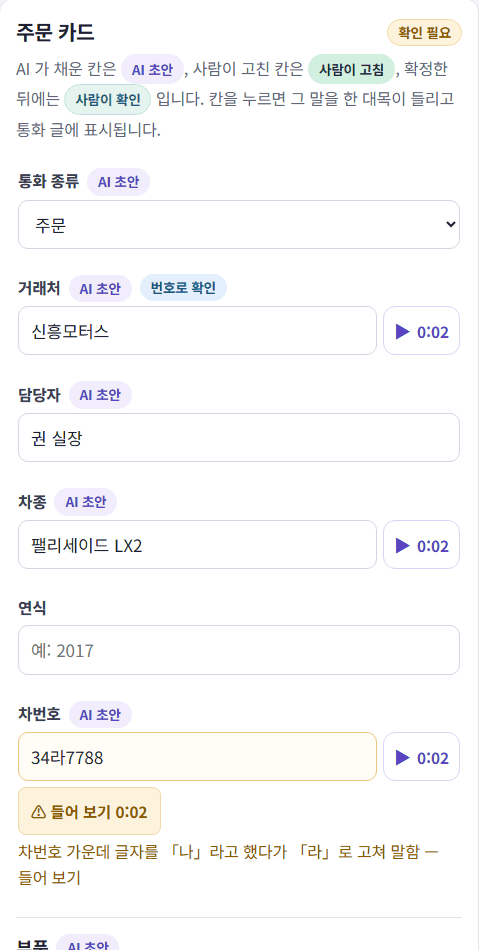 주문 카드
확인 필요
AI 가 채운 칸은 AI 초안, 사람이 고친 칸은 사람이 고침, 확정한
뒤에는 사람이 확인 입니다. 칸을 누르면 그 말을 한 대목이 들리고
통화 글에 표시됩니다.
통화 종류 AI 초안
주문
거래처 AI 초안 번호로 확인
신흥모터스 ▶ 0:02
담당자 AI 초안
권 실장
차종 AI 초안
팰리세이드 LX2 ▶ 0:02
연식
예: 2017
차번호 AI 초안
34라7788 ▶ 0:02
⚠ 들어 보기 0:02
차번호 가운데 글자를 「나」라고 했다가 「라」로 고쳐 말함 —
들어 보기
부품 AI 초안